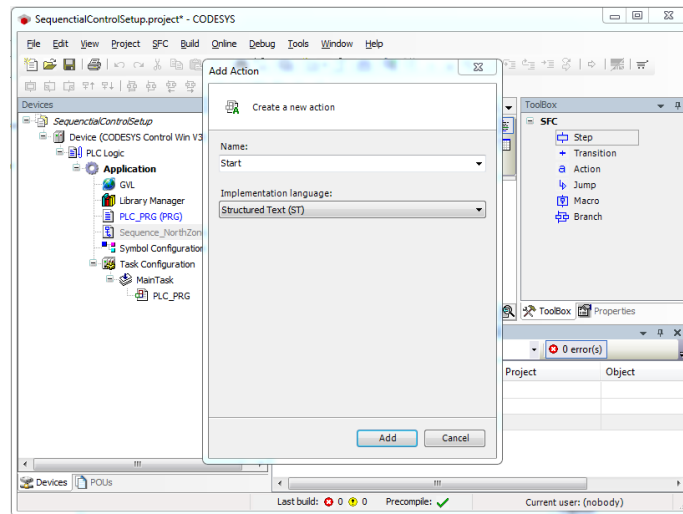 SequenctialControlSetup.project* - CODESYS
File Edit View Project SFC Build Online Debug Tools Window Help
Devices
SequenctialControlSetup
Device (CODESYS Control Win V3
PLC Logic
Application
GVL
Library Manager
PLC_PRG (PRG)
Sequence_NorthZon
Symbol Configuration
Task Configuration
MainTask
PLC_PRG
Devices
POUs
Add Action
Create a new action
Name:
Start
Implementation language:
Structured Text (ST)
Add
Cancel
ToolBox
SFC
Step
Transition
Action
Jump
Macro
Branch
ToolBox
Properties
0 error(s)
Project Object
Last build: 0 0 Precompile: Current user: (nobody)